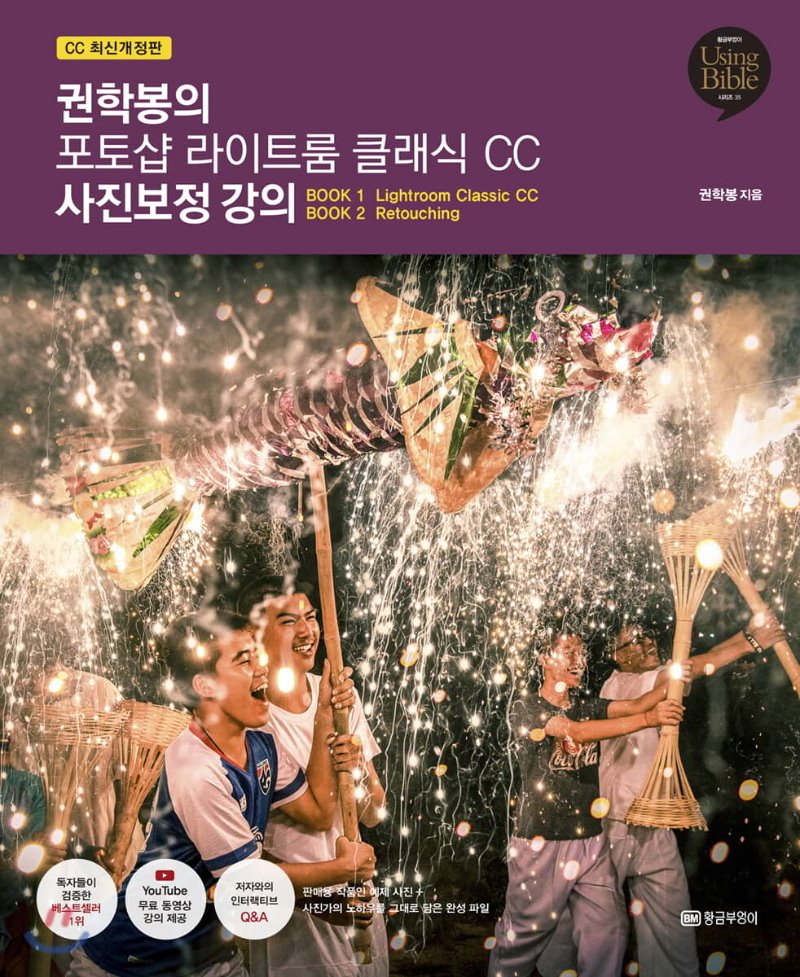 CC 최신개정판
황금부엉이
Using
Bible
시리즈 35
권학봉의
포토샵 라이트룸 클래식 CC
사진보정 강의
BOOK 1 Lightroom Classic CC
BOOK 2 Retouching
권학봉 지음
Coca-Cola
독자들이
검증한
베스트셀러
1위
YouTube
무료 동영상
강의 제공
저자와의
인터랙티브
Q&A
판매용 작품인 예제 사진 +
사진가의 노하우를 그대로 담은 완성 파일
BM 황금부엉이